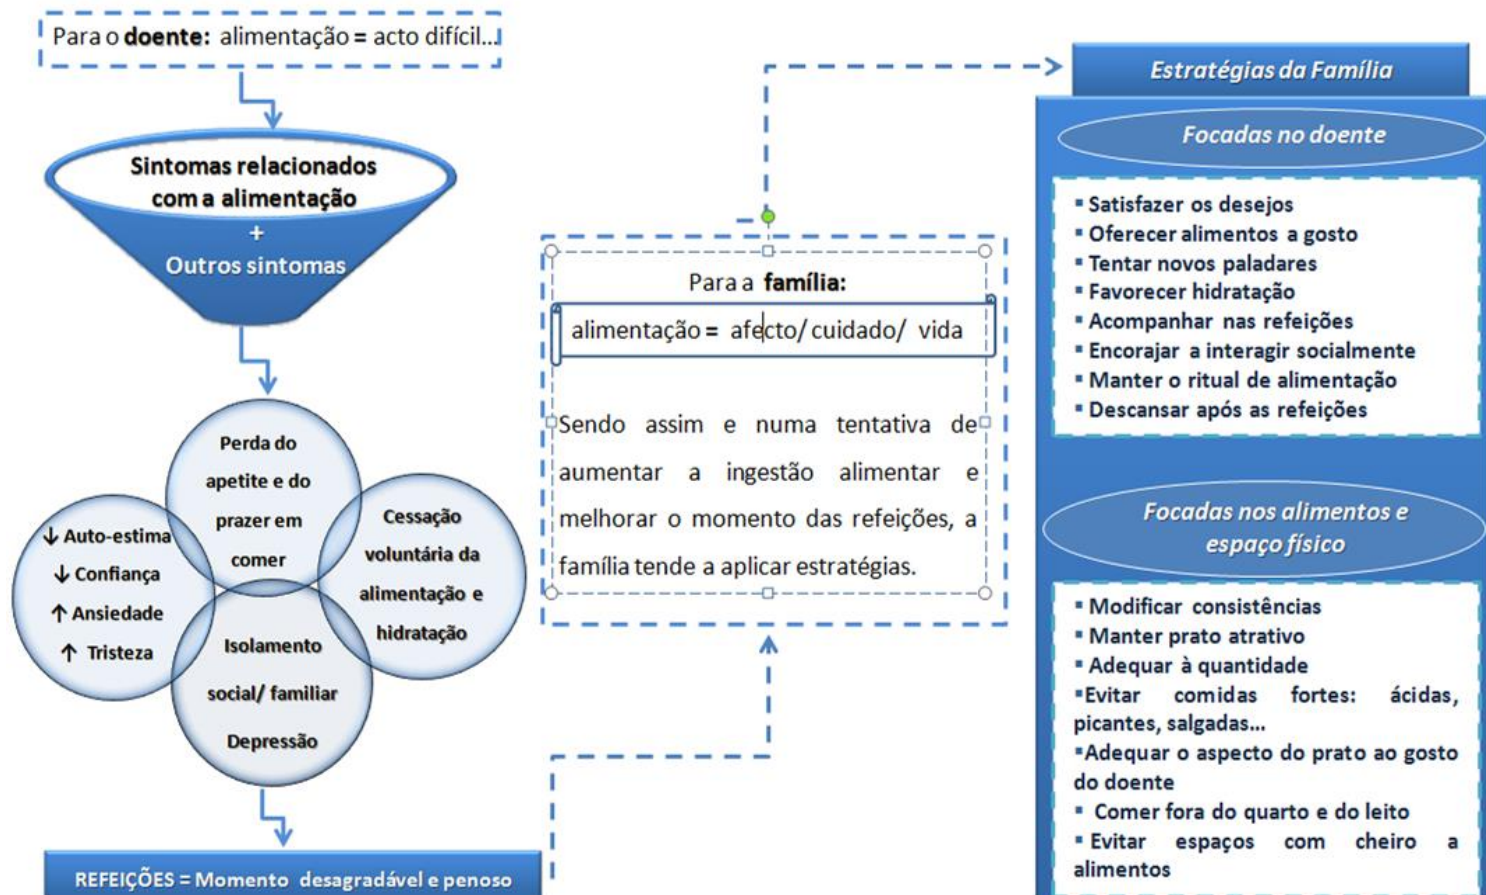 Para o doente: alimentação = acto difícil...
Sintomas relacionados
com a alimentação
+
Outros sintomas
Perda do
apetite e do
prazer em
comer
↓ Auto-estima
↓ Confiança
↑ Ansiedade
↑ Tristeza
Cessação
voluntária da
alimentação e
hidratação
Isolamento
social/ familiar
Depressão
REFEIÇÕES = Momento desagradável e penoso
Para a família:
alimentação = afecto/ cuidado/ vida
Sendo assim e numa tentativa de
aumentar a ingestão alimentar e
melhorar o momento das refeições, a
família tende a aplicar estratégias.
Estratégias da Família
Focadas no doente
▪ Satisfazer os desejos
▪ Oferecer alimentos a gosto
▪ Tentar novos paladares
▪ Favorecer hidratação
▪ Acompanhar nas refeições
▪ Encorajar a interagir socialmente
▪ Manter o ritual de alimentação
▪ Descansar após as refeições
Focadas nos alimentos e
espaço físico
▪ Modificar consistências
▪ Manter prato atrativo
▪ Adequar à quantidade
▪Evitar comidas fortes: ácidas,
picantes, salgadas...
▪Adequar o aspecto do prato ao gosto
do doente
▪ Comer fora do quarto e do leito
▪ Evitar espaços com cheiro a
alimentos